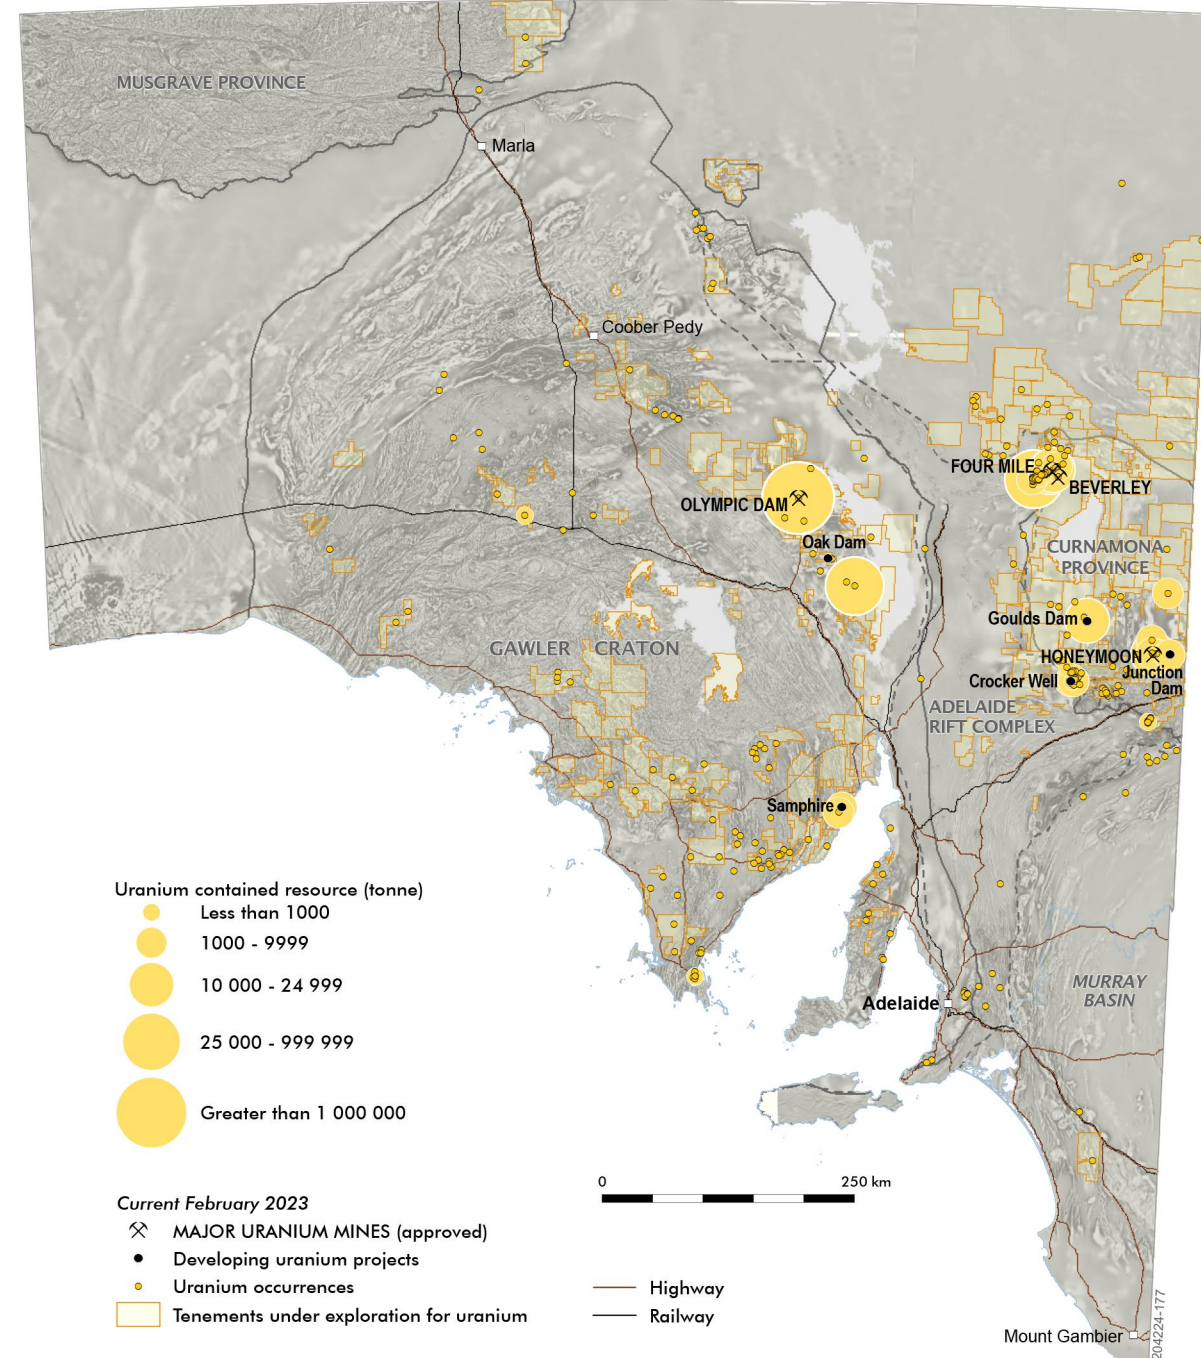 MUSGRAVE PROVINCE
Marla
Coober Pedy
FOUR MILE
BEVERLEY
OLYMPIC DAM
Oak Dam
CURNAMONA
PROVINCE
Goulds Dam
GAWLER CRATON
HONEYMOON
Junction
Dam
Crocker Well
ADELAIDE
RIFT COMPLEX
Samphire
Uranium contained resource (tonne)
Less than 1000
1000 - 9999
10 000 - 24 999
25 000 - 999 999
Greater than 1 000 000
MURRAY
BASIN
Adelaide
0 250 km
Current February 2023
MAJOR URANIUM MINES (approved)
Developing uranium projects
Uranium occurrences
Tenements under exploration for uranium
Highway
Railway
Mount Gambier
204224-177